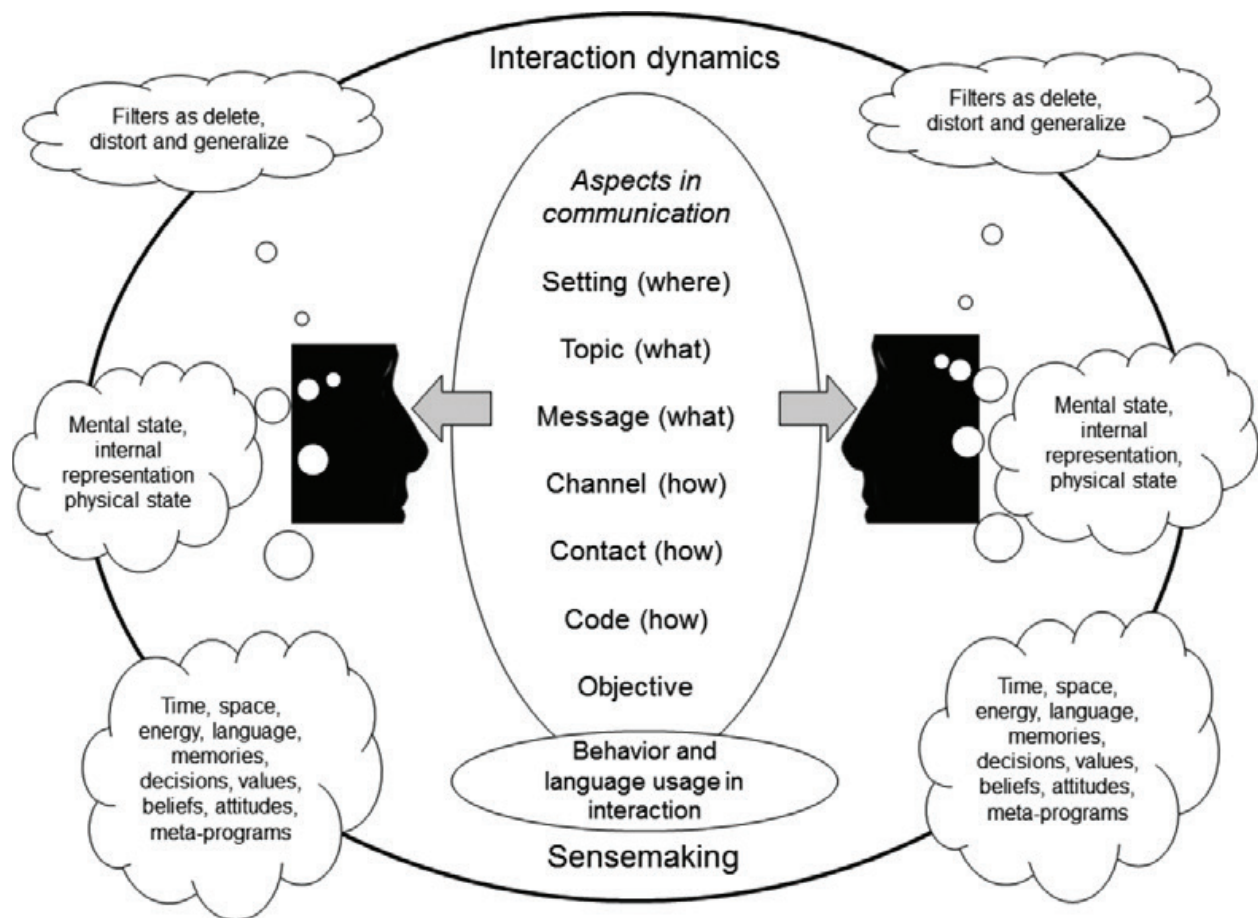 Interaction dynamics
Filters as delete,
distort and generalize
Filters as delete,
distort and generalize
Aspects in
communication
Setting (where)
Topic (what)
Message (what)
Channel (how)
Contact (how)
Code (how)
Objective
Mental state,
internal
representation
physical state
Mental state,
internal
representation,
physical state
Time, space,
energy, language,
memories,
decisions, values,
beliefs, attitudes,
meta-programs
Time, space,
energy, language,
memories,
decisions, values,
beliefs, attitudes,
meta-programs
Behavior and
language usage in
interaction
Sensemaking